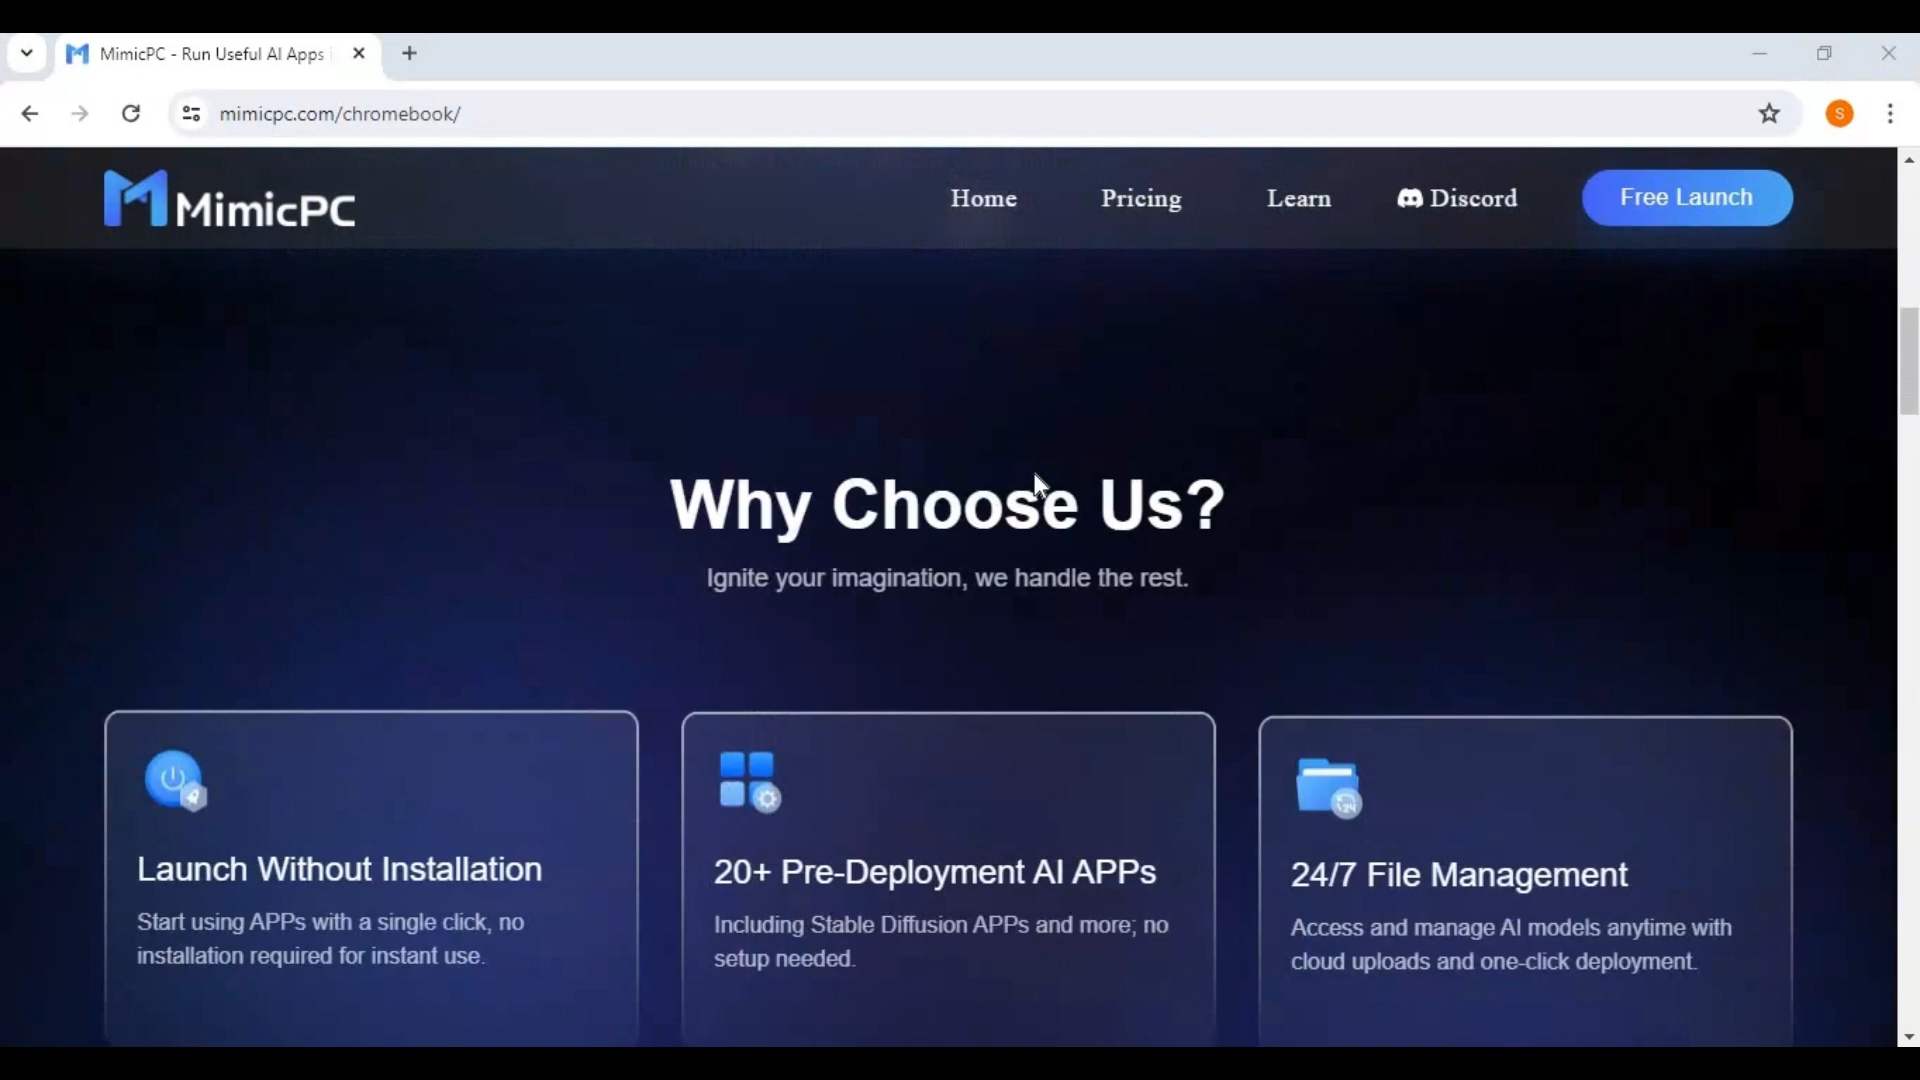 MimicPC - Run Useful AI Apps
mimicpc.com/chromebook/
S
MimicPC
Home
Pricing
Learn
Discord
Free Launch
Why Choose Us?
Ignite your imagination, we handle the rest.
Launch Without Installation
Start using APPs with a single click, no
installation required for instant use.
20+ Pre-Deployment AI APPs
Including Stable Diffusion APPs and more; no
setup needed.
24
24/7 File Management
Access and manage AI models anytime with
cloud uploads and one-click deployment.